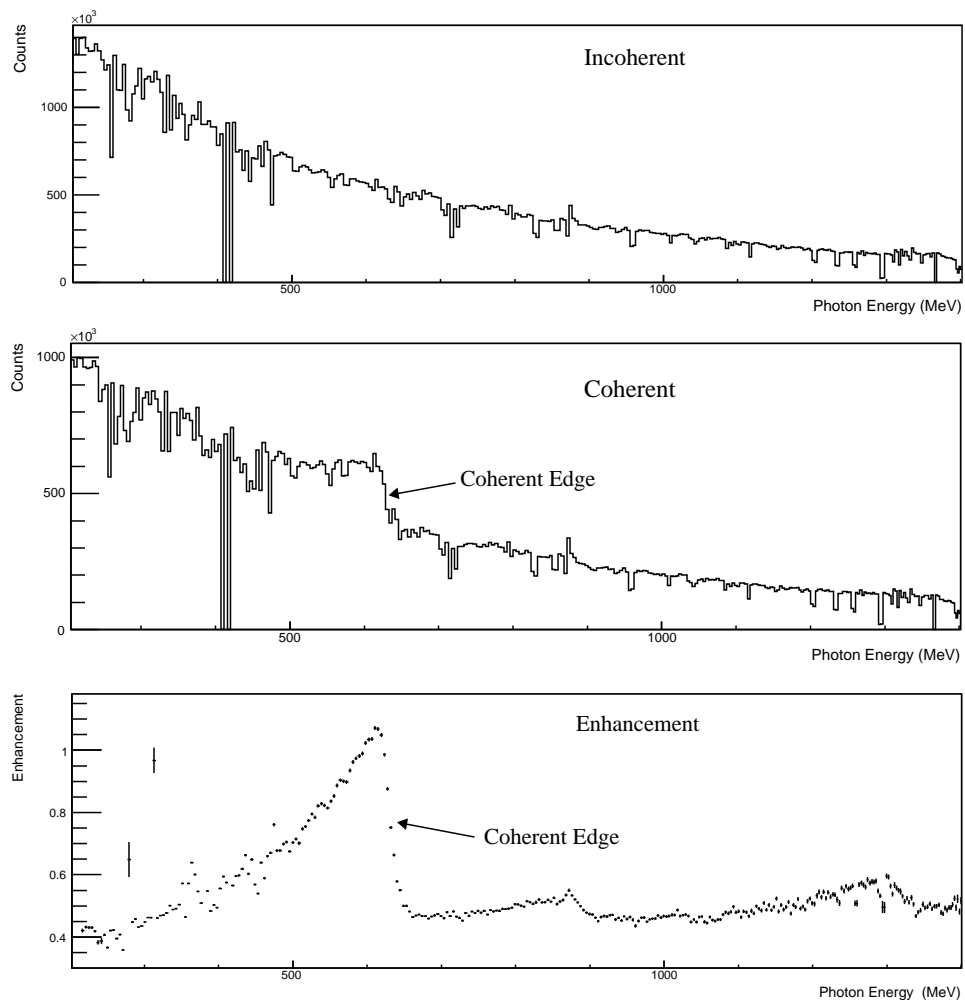 ×10³
Counts
Incoherent
1000
500
0
500
1000
Photon Energy (MeV)
×10³
Counts
1000
Coherent
Coherent Edge
500
0
500
1000
Photon Energy (MeV)
Enhancement
Enhancement
1
0.8
Coherent Edge
0.6
0.4
500
1000
Photon Energy (MeV)